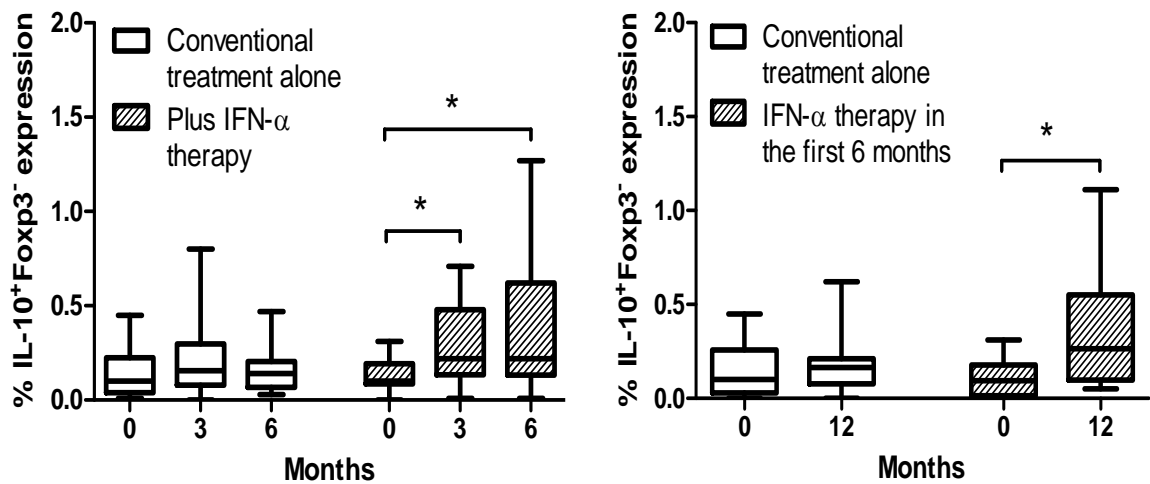 % IL-10⁺Foxp3⁻ expression
2.0
1.5
1.0
0.5
0.0
Conventional
treatment alone
Plus IFN-α
therapy
*
*
0 3 6 0 3 6
Months
% IL-10⁺Foxp3⁻ expression
2.0
1.5
1.0
0.5
0.0
Conventional
treatment alone
IFN-α therapy in
the first 6 months
*
0 12 0 12
Months